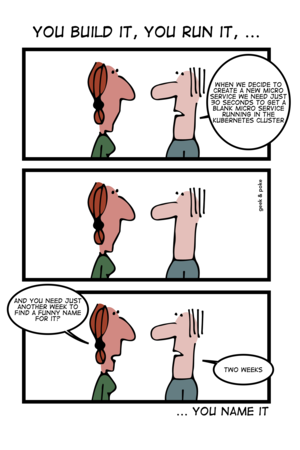 YOU BUILD IT, YOU RUN IT, ...
WHEN WE DECIDE TO
CREATE A NEW MICRO
SERVICE WE NEED JUST
30 SECONDS TO GET A
BLANK MICRO SERVICE
RUNNING IN THE
KUBERNETES CLUSTER
geek & poke
AND YOU NEED JUST
ANOTHER WEEK TO
FIND A FUNNY NAME
FOR IT?
TWO WEEKS
... YOU NAME IT